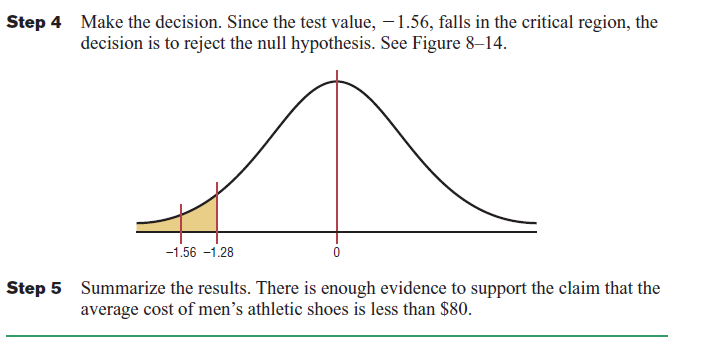 Step 4 Make the decision. Since the test value, −1.56, falls in the critical region, the
decision is to reject the null hypothesis. See Figure 8–14.
−1.56 −1.28 0
Step 5 Summarize the results. There is enough evidence to support the claim that the
average cost of men’s athletic shoes is less than $80.